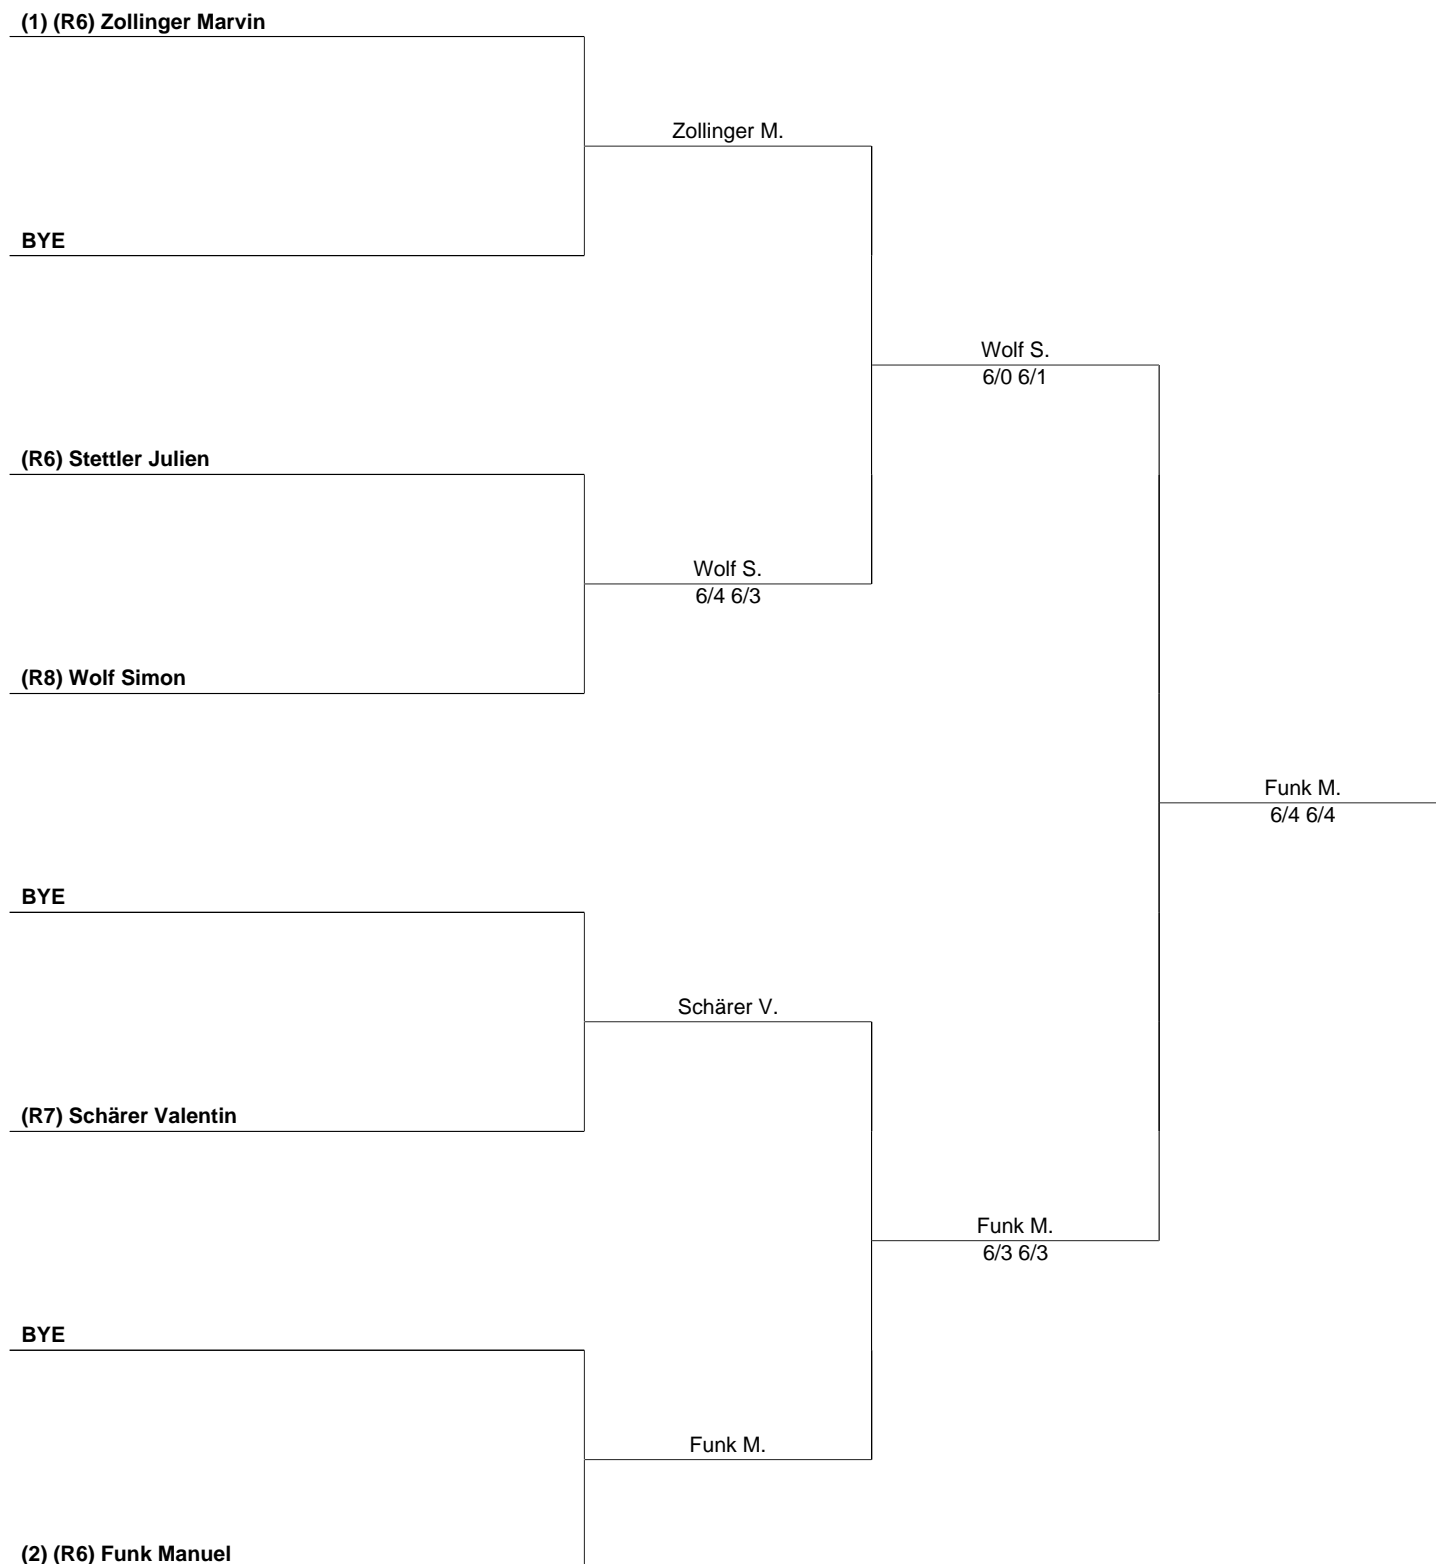 (1) (R6) Zollinger Marvin
Zollinger M.
BYE
Wolf S.
6/0 6/1
(R6) Stettler Julien
Wolf S.
6/4 6/3
(R8) Wolf Simon
Funk M.
6/4 6/4
BYE
Schärer V.
(R7) Schärer Valentin
Funk M.
6/3 6/3
BYE
Funk M.
(2) (R6) Funk Manuel